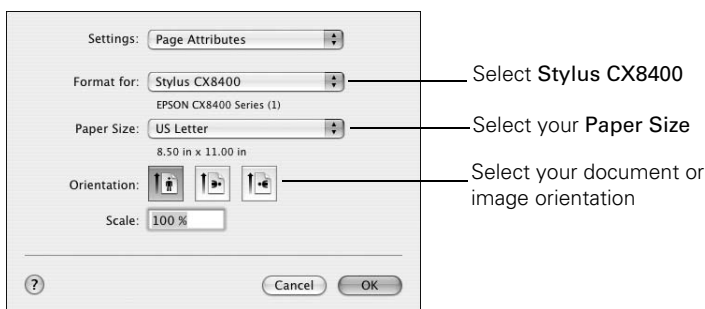 Settings: Page Attributes
Format for: Stylus CX8400
EPSON CX8400 Series (1)
Select Stylus CX8400
Paper Size: US Letter
8.50 in x 11.00 in
Select your Paper Size
Orientation:
Select your document or
image orientation
Scale: 100 %
? Cancel OK